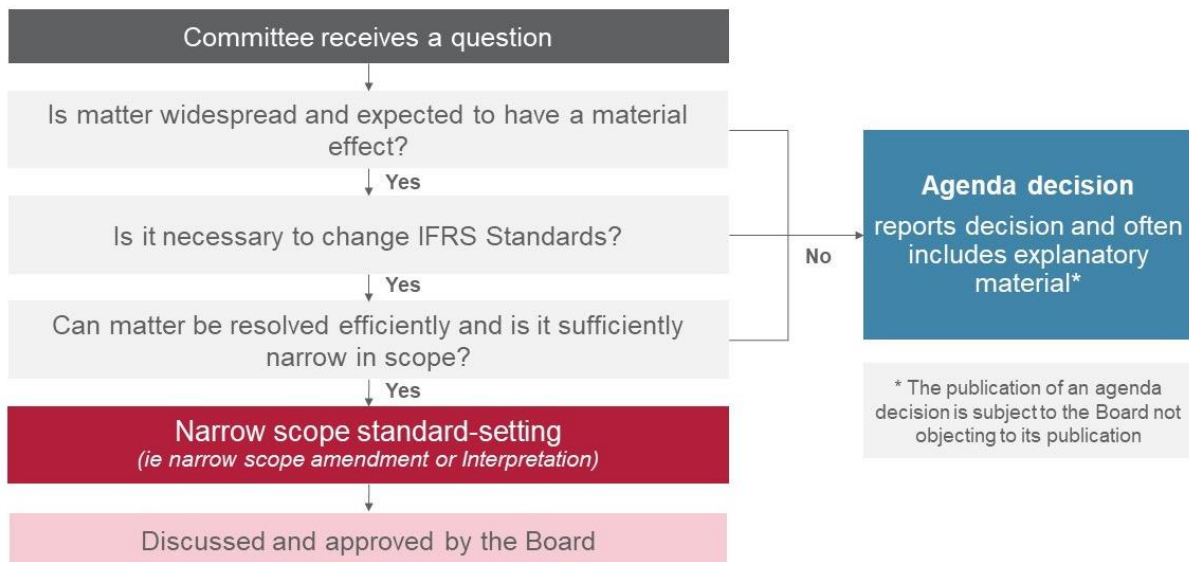 Committee receives a question
Is matter widespread and expected to have a material
effect?
Yes
Is it necessary to change IFRS Standards?
Yes
Can matter be resolved efficiently and is it sufficiently
narrow in scope?
Yes
Narrow scope standard-setting
(ie narrow scope amendment or Interpretation)
Discussed and approved by the Board
No
Agenda decision
reports decision and often
includes explanatory
material*
* The publication of an agenda
decision is subject to the Board not
objecting to its publication